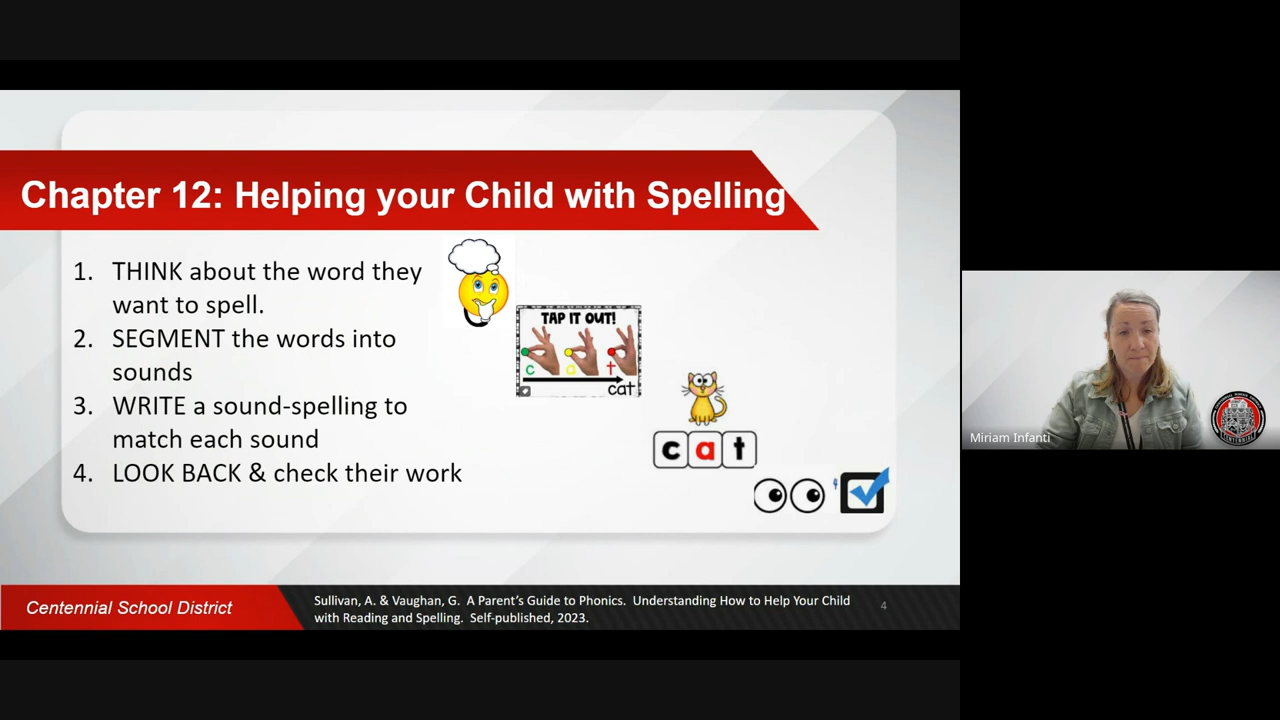 Chapter 12: Helping your Child with Spelling
1. THINK about the word they
want to spell.
2. SEGMENT the words into
sounds
3. WRITE a sound-spelling to
match each sound
4. LOOK BACK & check their work
TAP IT OUT!
c a t
cat
c a t
Centennial School District
Sullivan, A. & Vaughan, G. A Parent's Guide to Phonics. Understanding How to Help Your Child
with Reading and Spelling. Self-published, 2023.
4
Miriam Infanti